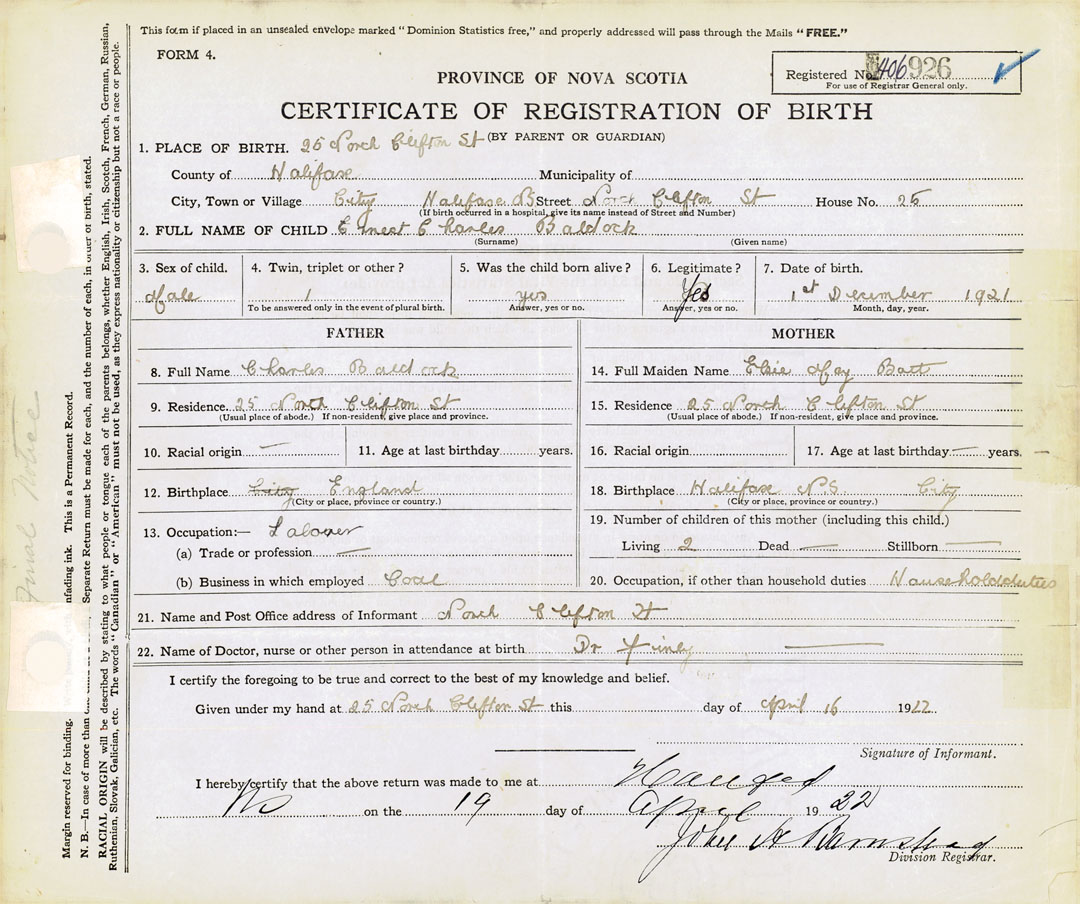 This form if placed in an unsealed envelope marked "Dominion Statistics free," and properly addressed will pass through the Mails "FREE."
FORM 4.
Registered No. 406 926
For use of Registrar General only.
PROVINCE OF NOVA SCOTIA
CERTIFICATE OF REGISTRATION OF BIRTH
(BY PARENT OR GUARDIAN)
1. PLACE OF BIRTH. 25 North Clifton St
County of Halifax Municipality of
City, Town or Village City Halifax Street North Clifton St House No. 25
(If birth occurred in a hospital, give its name instead of Street and Number)
2. FULL NAME OF CHILD Ernest Charles Baldock
(Surname) (Given name)
3. Sex of child. 4. Twin, triplet or other? 5. Was the child born alive? 6. Legitimate? 7. Date of birth.
Male 1 yes Yes 1st December 1921
To be answered only in the event of plural birth. Answer, yes or no. Answer, yes or no. Month, day, year.
FATHER
8. Full Name Charles Baldock
9. Residence. 25 North Clifton St
(Usual place of abode.) If non-resident, give place and province.
10. Racial origin — 11. Age at last birthday years.
12. Birthplace City England
(City or place, province or country.)
13. Occupation:— Labourer
(a) Trade or profession —
(b) Business in which employed Coal
MOTHER
14. Full Maiden Name Elsie May Batt
15. Residence 25 North Clifton St
(Usual place of abode.) If non-resident, give place and province.
16. Racial origin 17. Age at last birthday — years.
18. Birthplace Halifax N.S. City
(City or place, province or country.)
19. Number of children of this mother (including this child.)
Living 2 Dead — Stillborn —
20. Occupation, if other than household duties Householdduties
21. Name and Post Office address of Informant North Clifton St
22. Name of Doctor, nurse or other person in attendance at birth Dr Finley —
I certify the foregoing to be true and correct to the best of my knowledge and belief.
Given under my hand at 25 North Clifton St this day of April 16 1922
Signature of Informant.
I hereby certify that the above return was made to me at Halifax
NS on the 19 day of April 19 22
John A
Division Registrar.
Margin reserved for binding. nfading ink. This is a Permanent Record.
N. B.—In case of more than one child Separate Return must be made for each, and the number of each, in order of birth, stated.
RACIAL ORIGIN will be described by stating to what people or tongue each of the parents belongs, whether English, Irish, Scotch, French, German, Russian,
Ruthenian, Slovak, Galician, etc. The words "Canadian" or "American" must not be used, as they express nationality or citizenship but not a race or people.
Final Notice